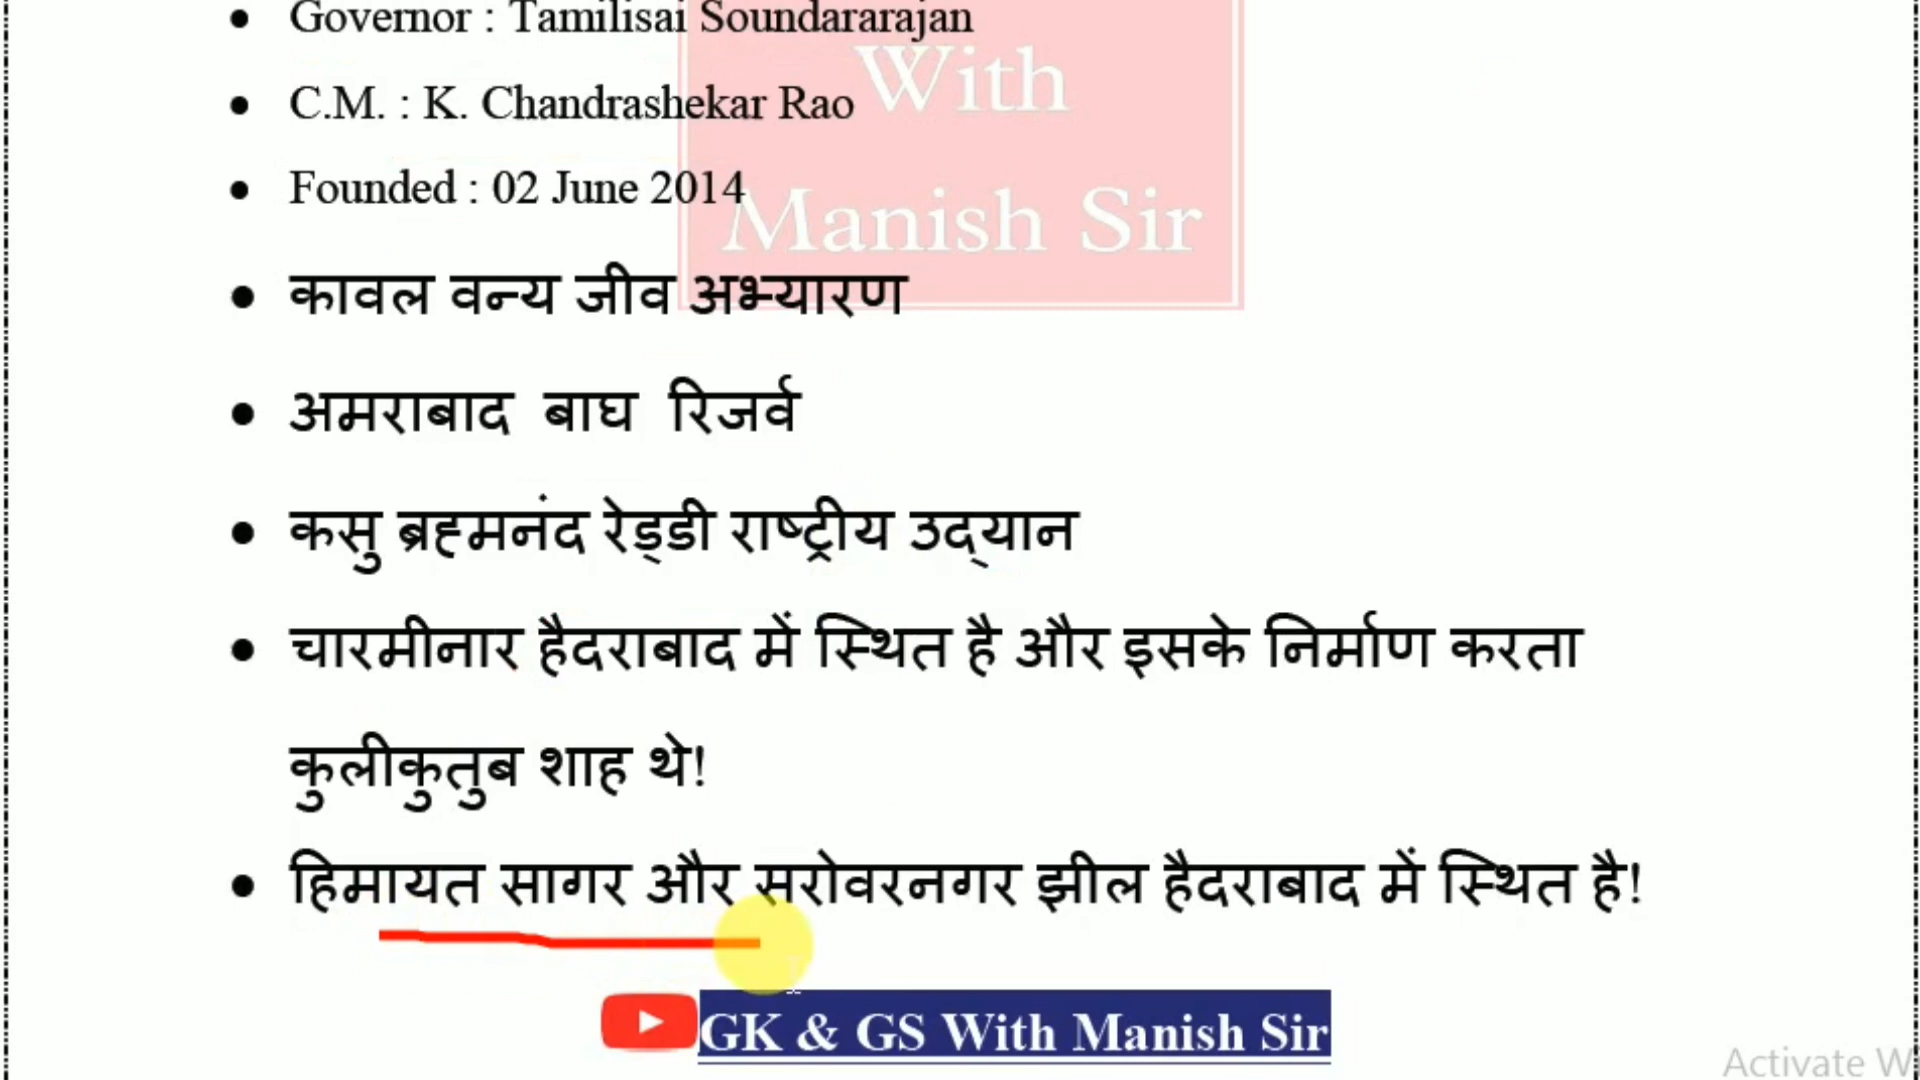 Governor : Tamilisai Soundararajan
With
C.M. : K. Chandrashekar Rao
Founded : 02 June 2014
Manish Sir
कावल वन्य जीव अभ्यारण
अमराबाद बाघ रिजर्व
कसु ब्रह्मनंद रेड्डी राष्ट्रीय उद्यान
चारमीनार हैदराबाद में स्थित है और इसके निर्माण करता
कुलीकुतुब शाह थे!
हिमायत सागर और सरोवरनगर झील हैदराबाद में स्थित है!
GK & GS With Manish Sir
Activate W